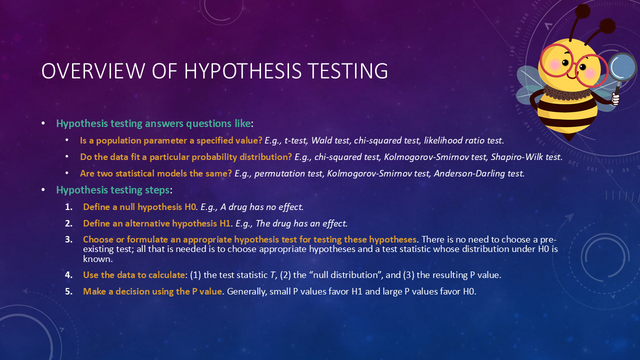 OVERVIEW OF HYPOTHESIS TESTING
• Hypothesis testing answers questions like:
• Is a population parameter a specified value? E.g., t-test, Wald test, chi-squared test, likelihood ratio test.
• Do the data fit a particular probability distribution? E.g., chi-squared test, Kolmogorov-Smirnov test, Shapiro-Wilk test.
• Are two statistical models the same? E.g., permutation test, Kolmogorov-Smirnov test, Anderson-Darling test.
• Hypothesis testing steps:
1. Define a null hypothesis H0. E.g., A drug has no effect.
2. Define an alternative hypothesis H1. E.g., The drug has an effect.
3. Choose or formulate an appropriate hypothesis test for testing these hypotheses. There is no need to choose a pre-
existing test; all that is needed is to choose appropriate hypotheses and a test statistic whose distribution under H0 is
known.
4. Use the data to calculate: (1) the test statistic T, (2) the “null distribution”, and (3) the resulting P value.
5. Make a decision using the P value. Generally, small P values favor H1 and large P values favor H0.